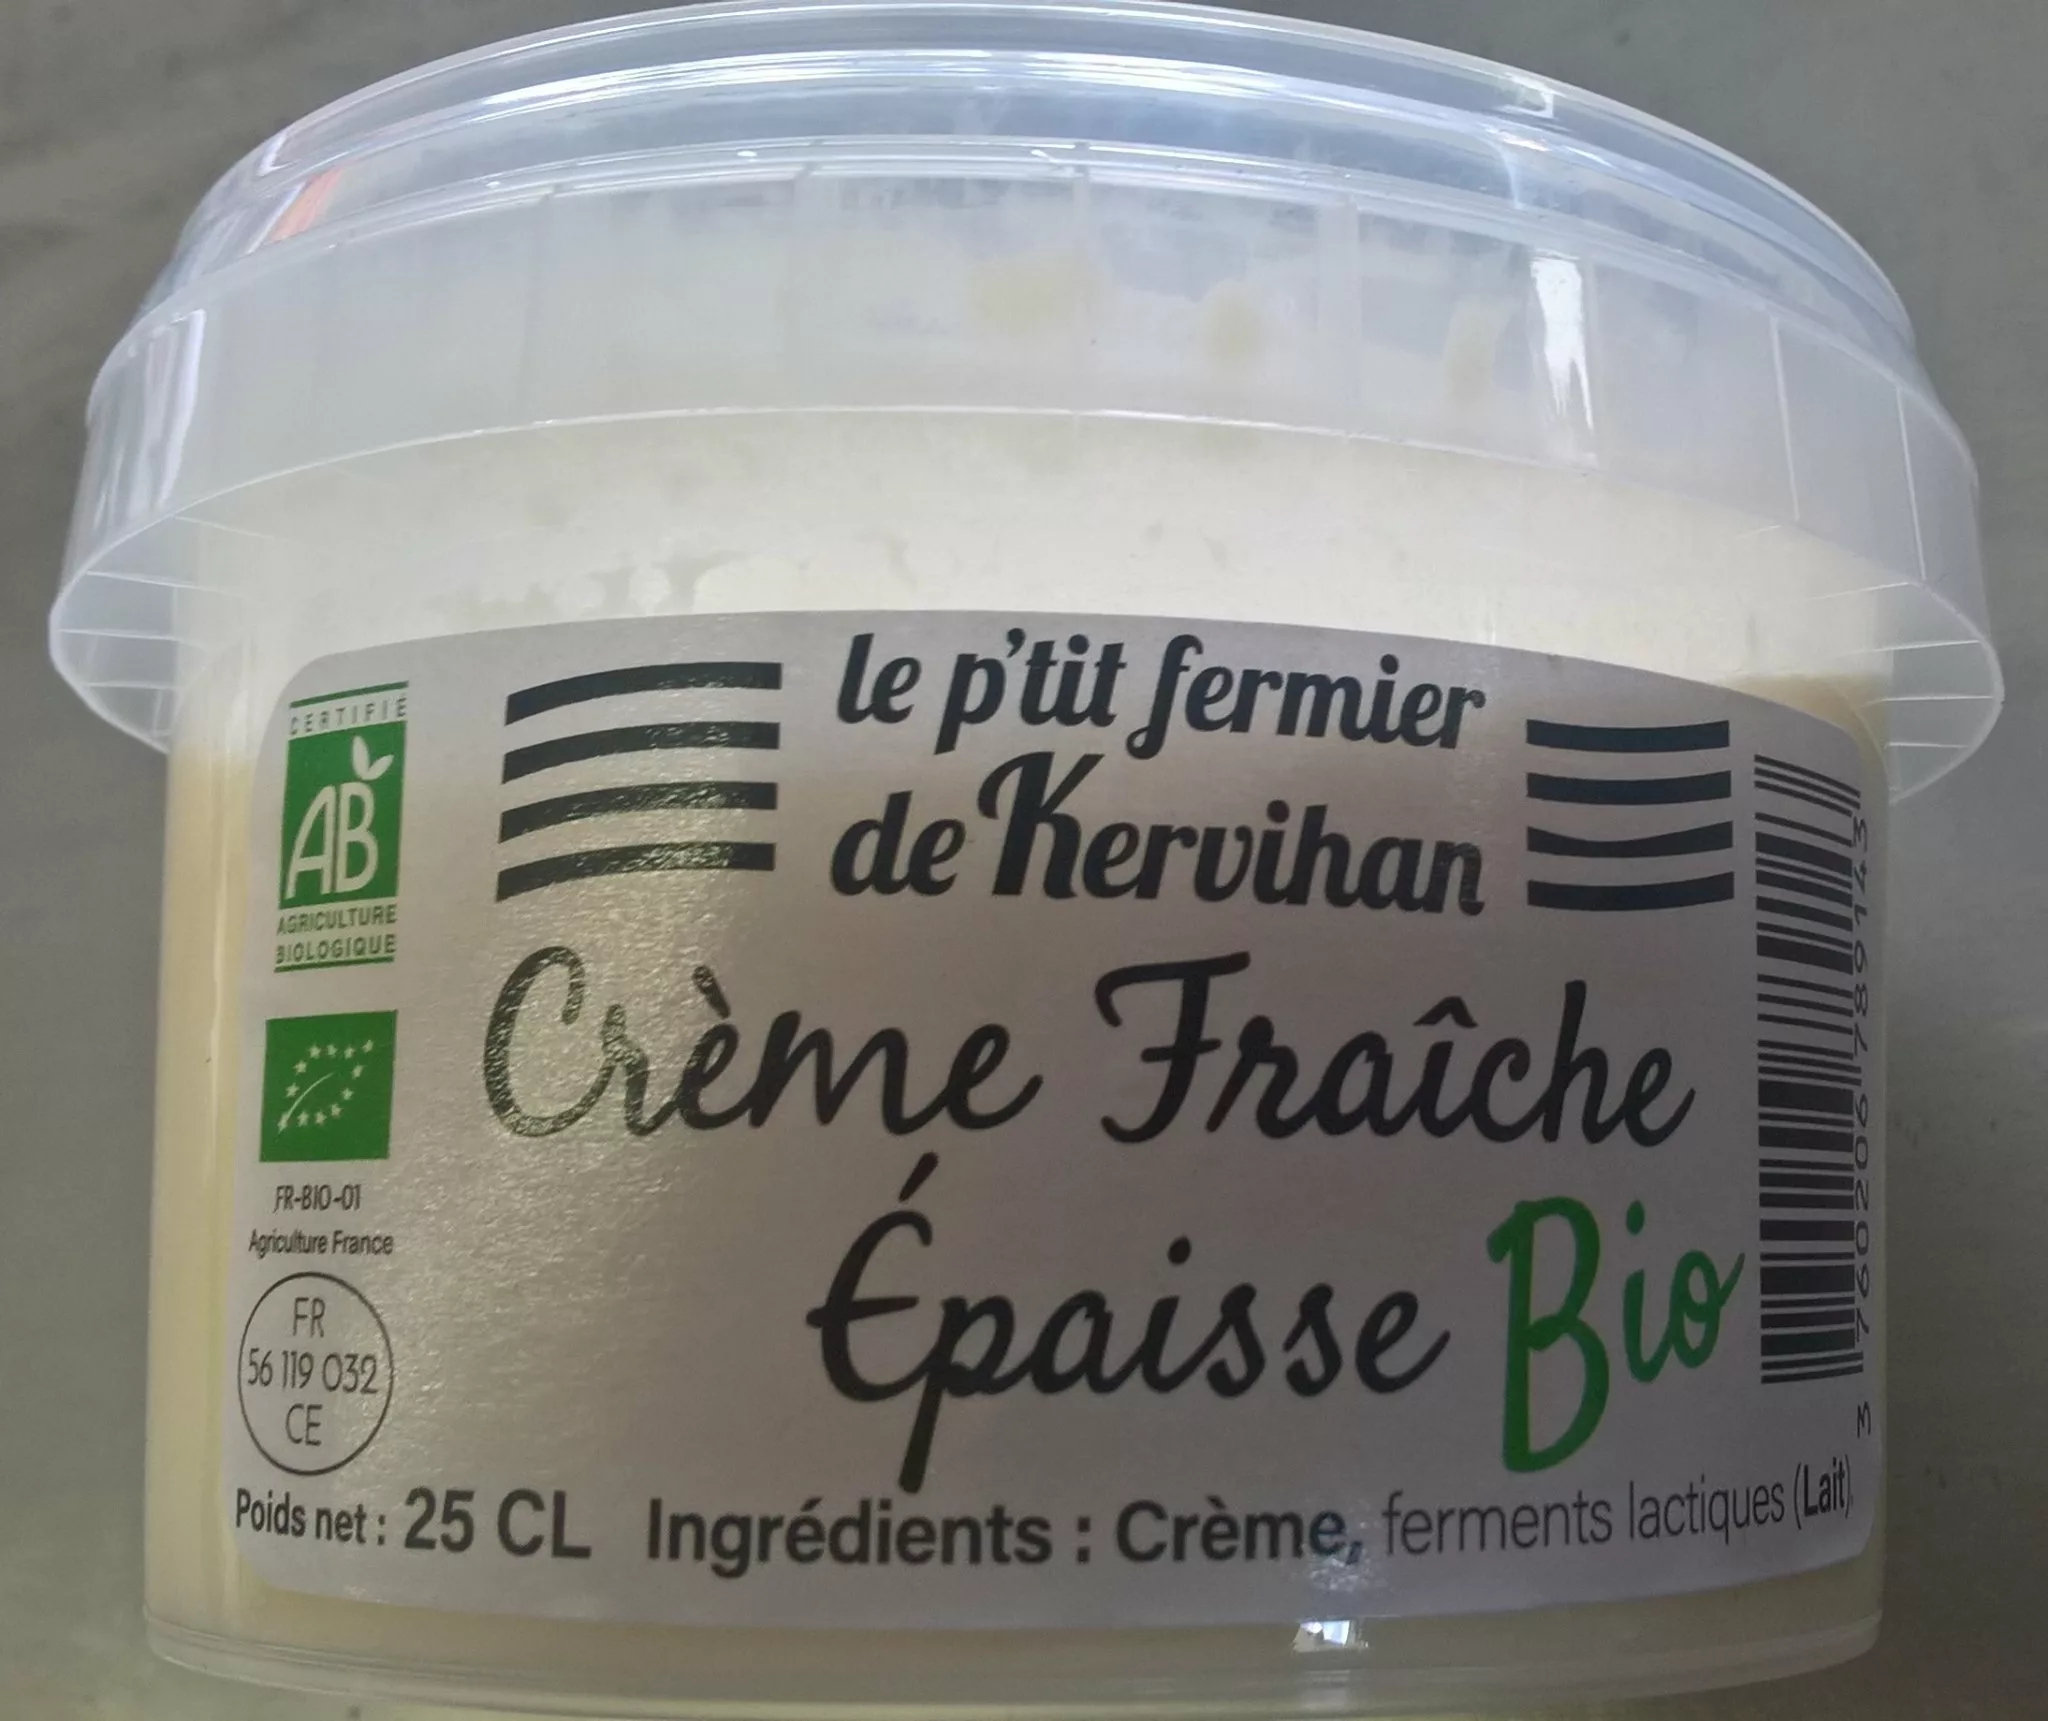 le p'tit fermier
de Kervihan
CERTIFIÉ
AB
AGRICULTURE
BIOLOGIQUE
Crème Fraîche
Épaisse Bio
FR-BIO-01
Agriculture France
FR
56 119 032
CE
Poids net : 25 CL Ingrédients : Crème, ferments lactiques (Lait).
3 760206 789143